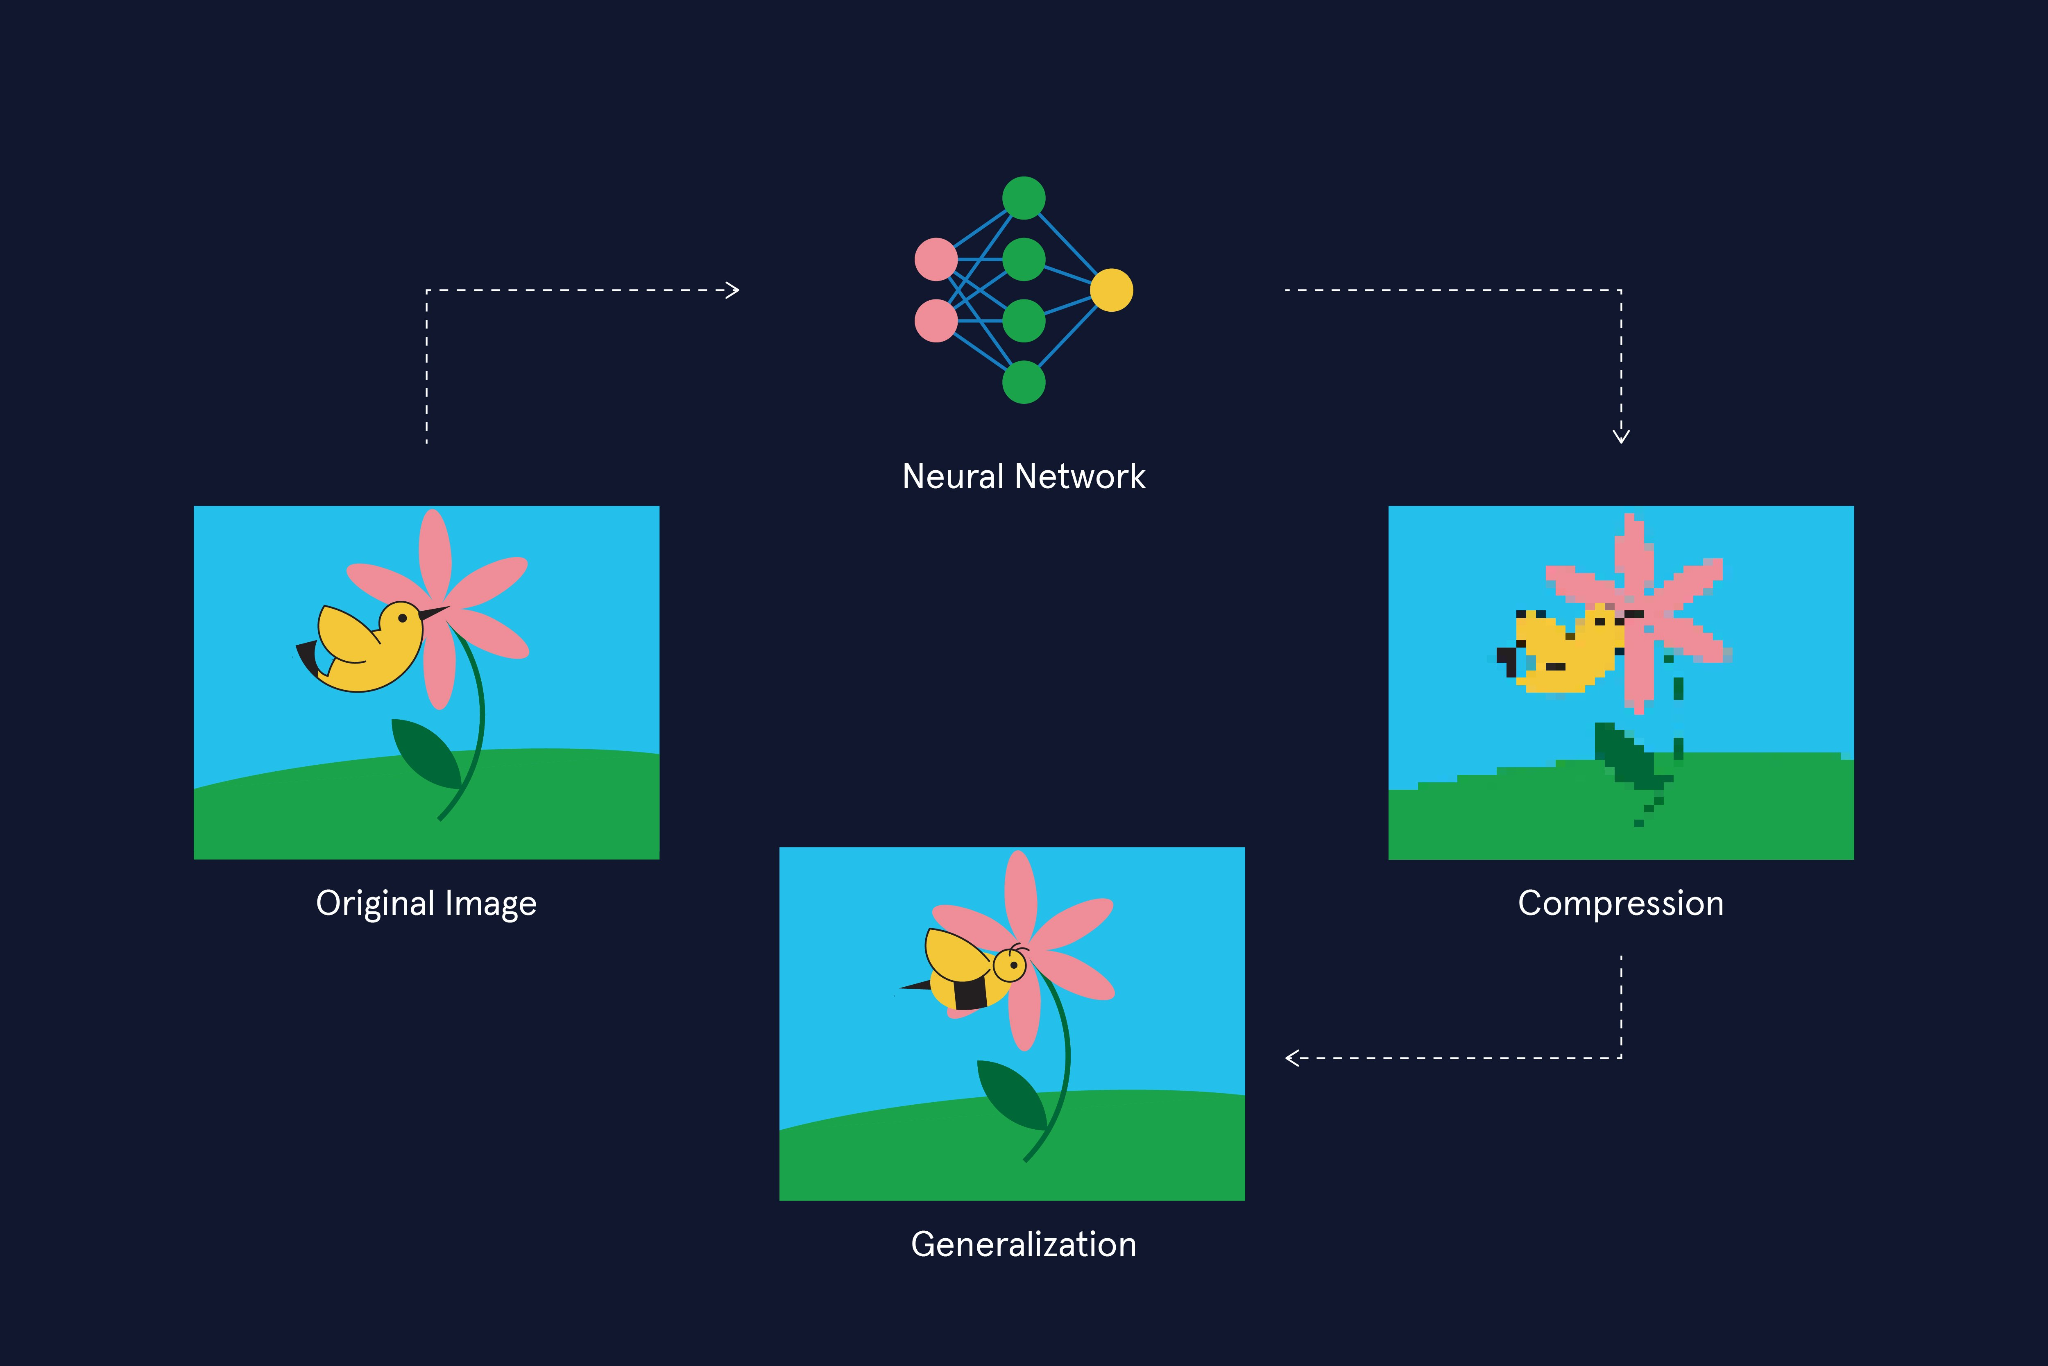 Neural Network
Original Image
Compression
Generalization